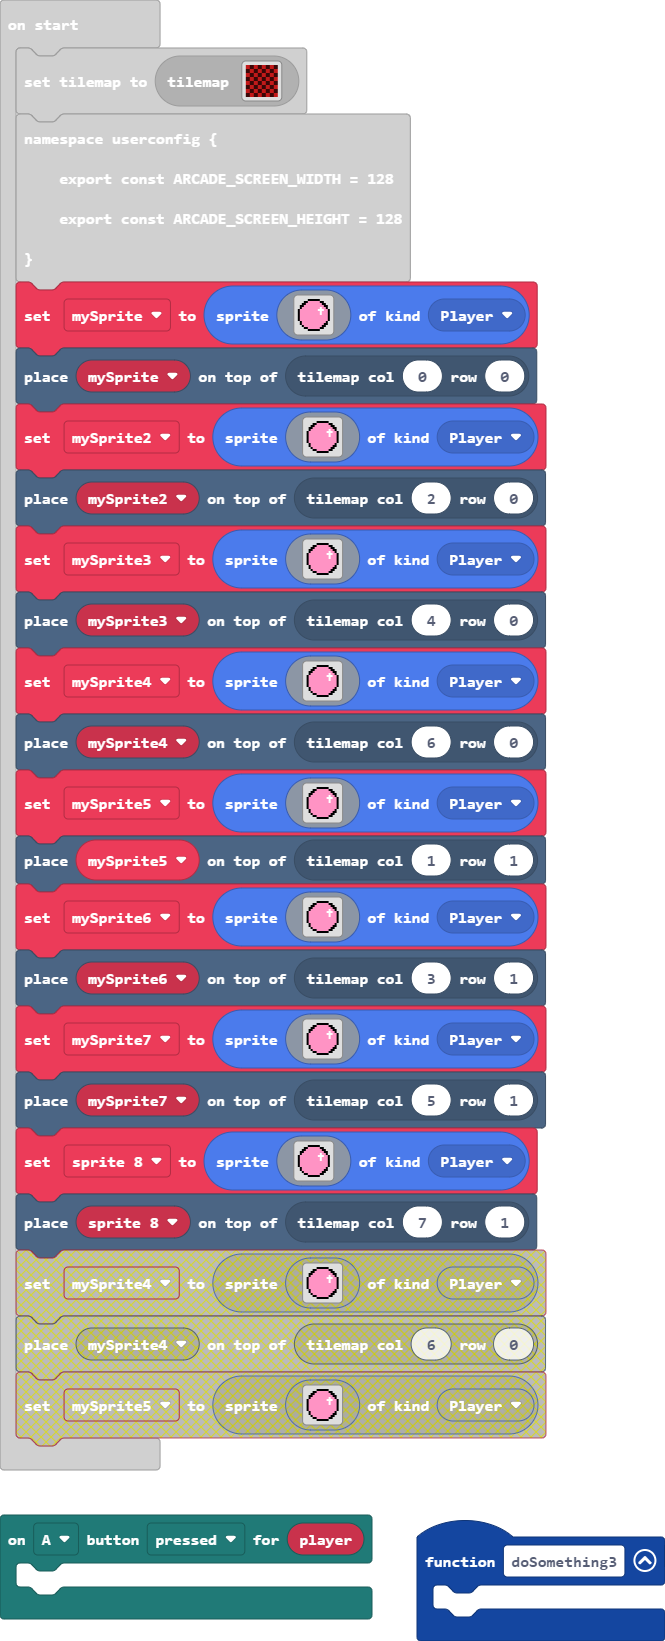 on start
set tilemap to tilemap
namespace userconfig {
export const ARCADE_SCREEN_WIDTH = 128
export const ARCADE_SCREEN_HEIGHT = 128
}
set mySprite to sprite of kind Player
place mySprite on top of tilemap col 0 row 0
set mySprite2 to sprite of kind Player
place mySprite2 on top of tilemap col 2 row 0
set mySprite3 to sprite of kind Player
place mySprite3 on top of tilemap col 4 row 0
set mySprite4 to sprite of kind Player
place mySprite4 on top of tilemap col 6 row 0
set mySprite5 to sprite of kind Player
place mySprite5 on top of tilemap col 1 row 1
set mySprite6 to sprite of kind Player
place mySprite6 on top of tilemap col 3 row 1
set mySprite7 to sprite of kind Player
place mySprite7 on top of tilemap col 5 row 1
set sprite 8 to sprite of kind Player
place sprite 8 on top of tilemap col 7 row 1
set mySprite4 to sprite of kind Player
place mySprite4 on top of tilemap col 6 row 0
set mySprite5 to sprite of kind Player
on A button pressed for player
function doSomething3